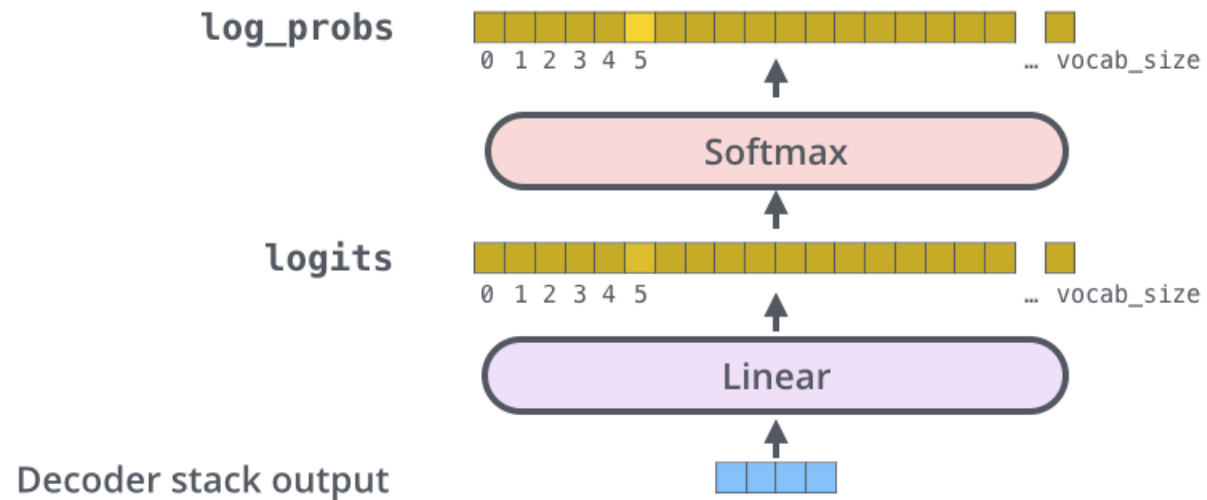 log_probs
0 1 2 3 4 5 … vocab_size
Softmax
logits
0 1 2 3 4 5 … vocab_size
Linear
Decoder stack output